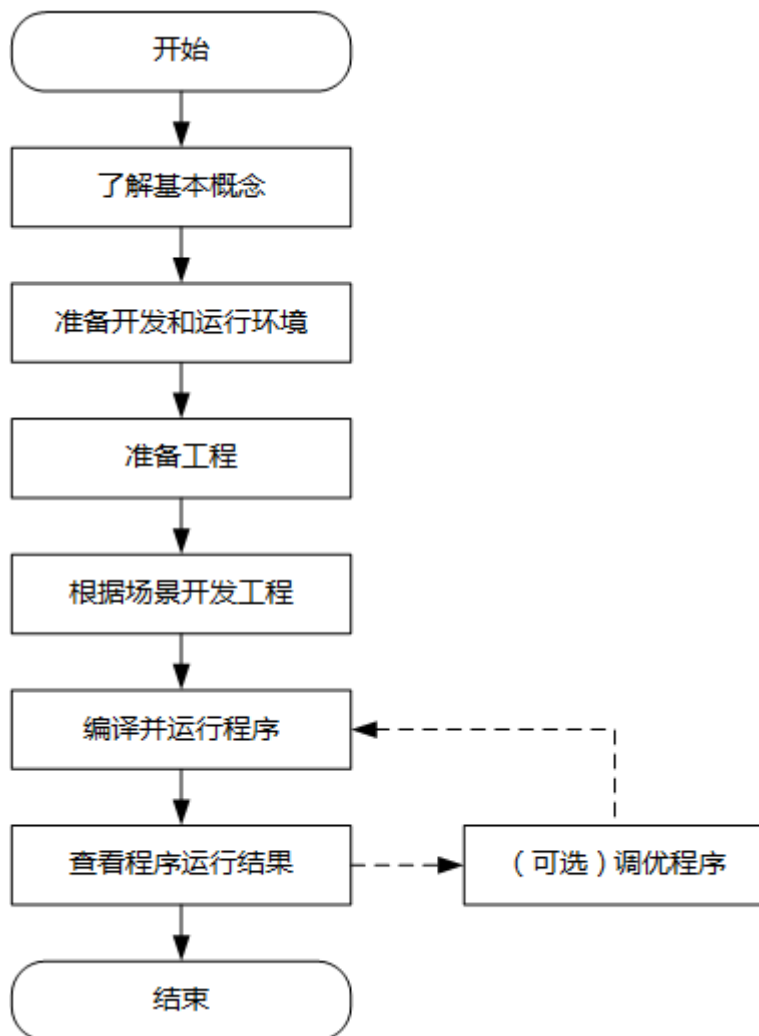 开始
了解基本概念
准备开发和运行环境
准备工程
根据场景开发工程
编译并运行程序
查看程序运行结果
（可选）调优程序
结束